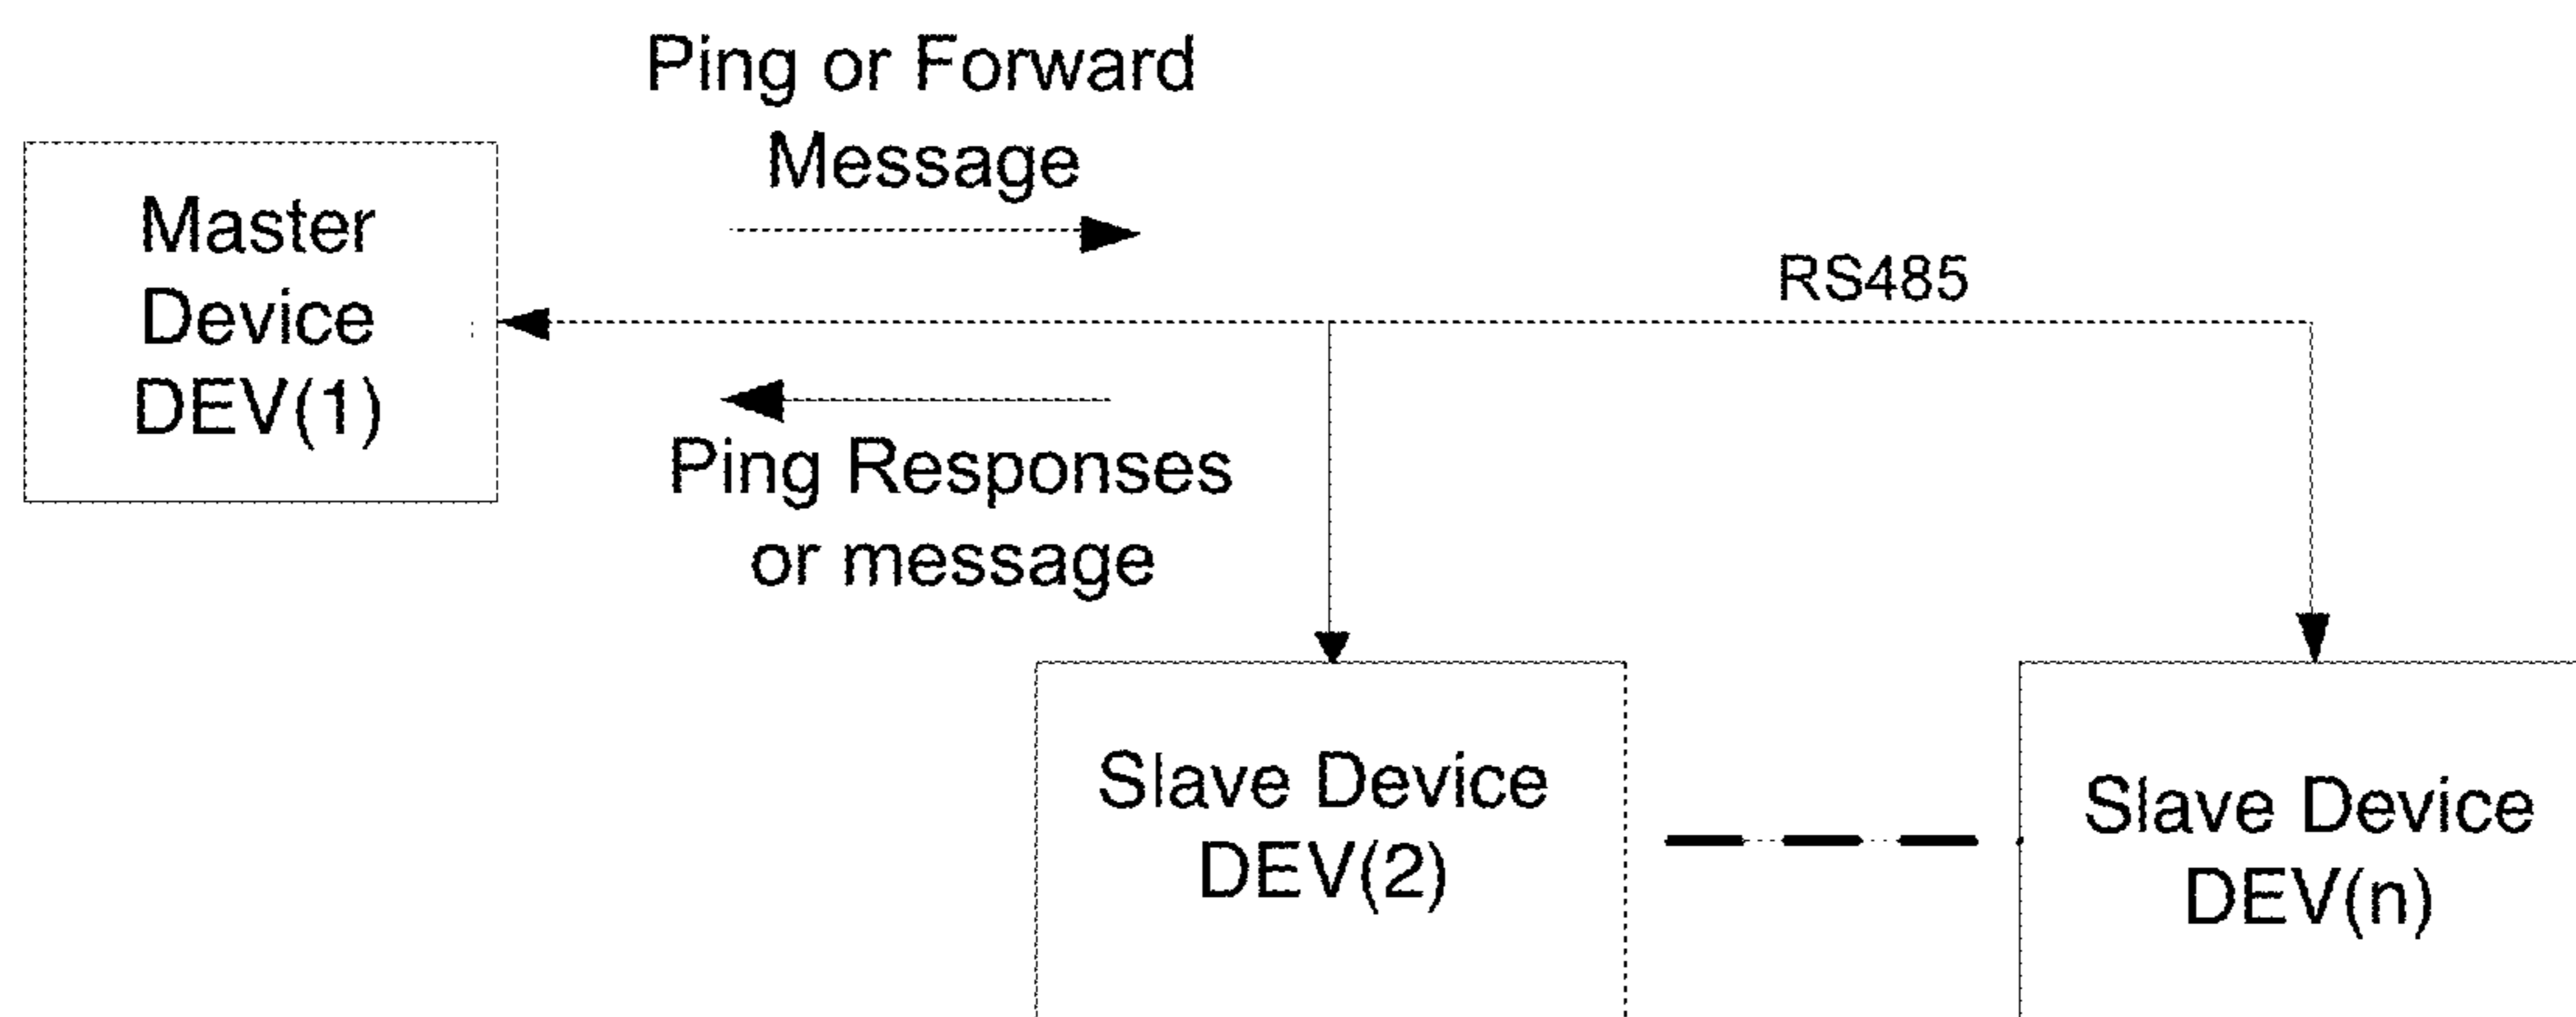 Ping or Forward
Message
Master
Device
DEV(1)
RS485
Ping Responses
or message
Slave Device
DEV(2)
Slave Device
DEV(n)